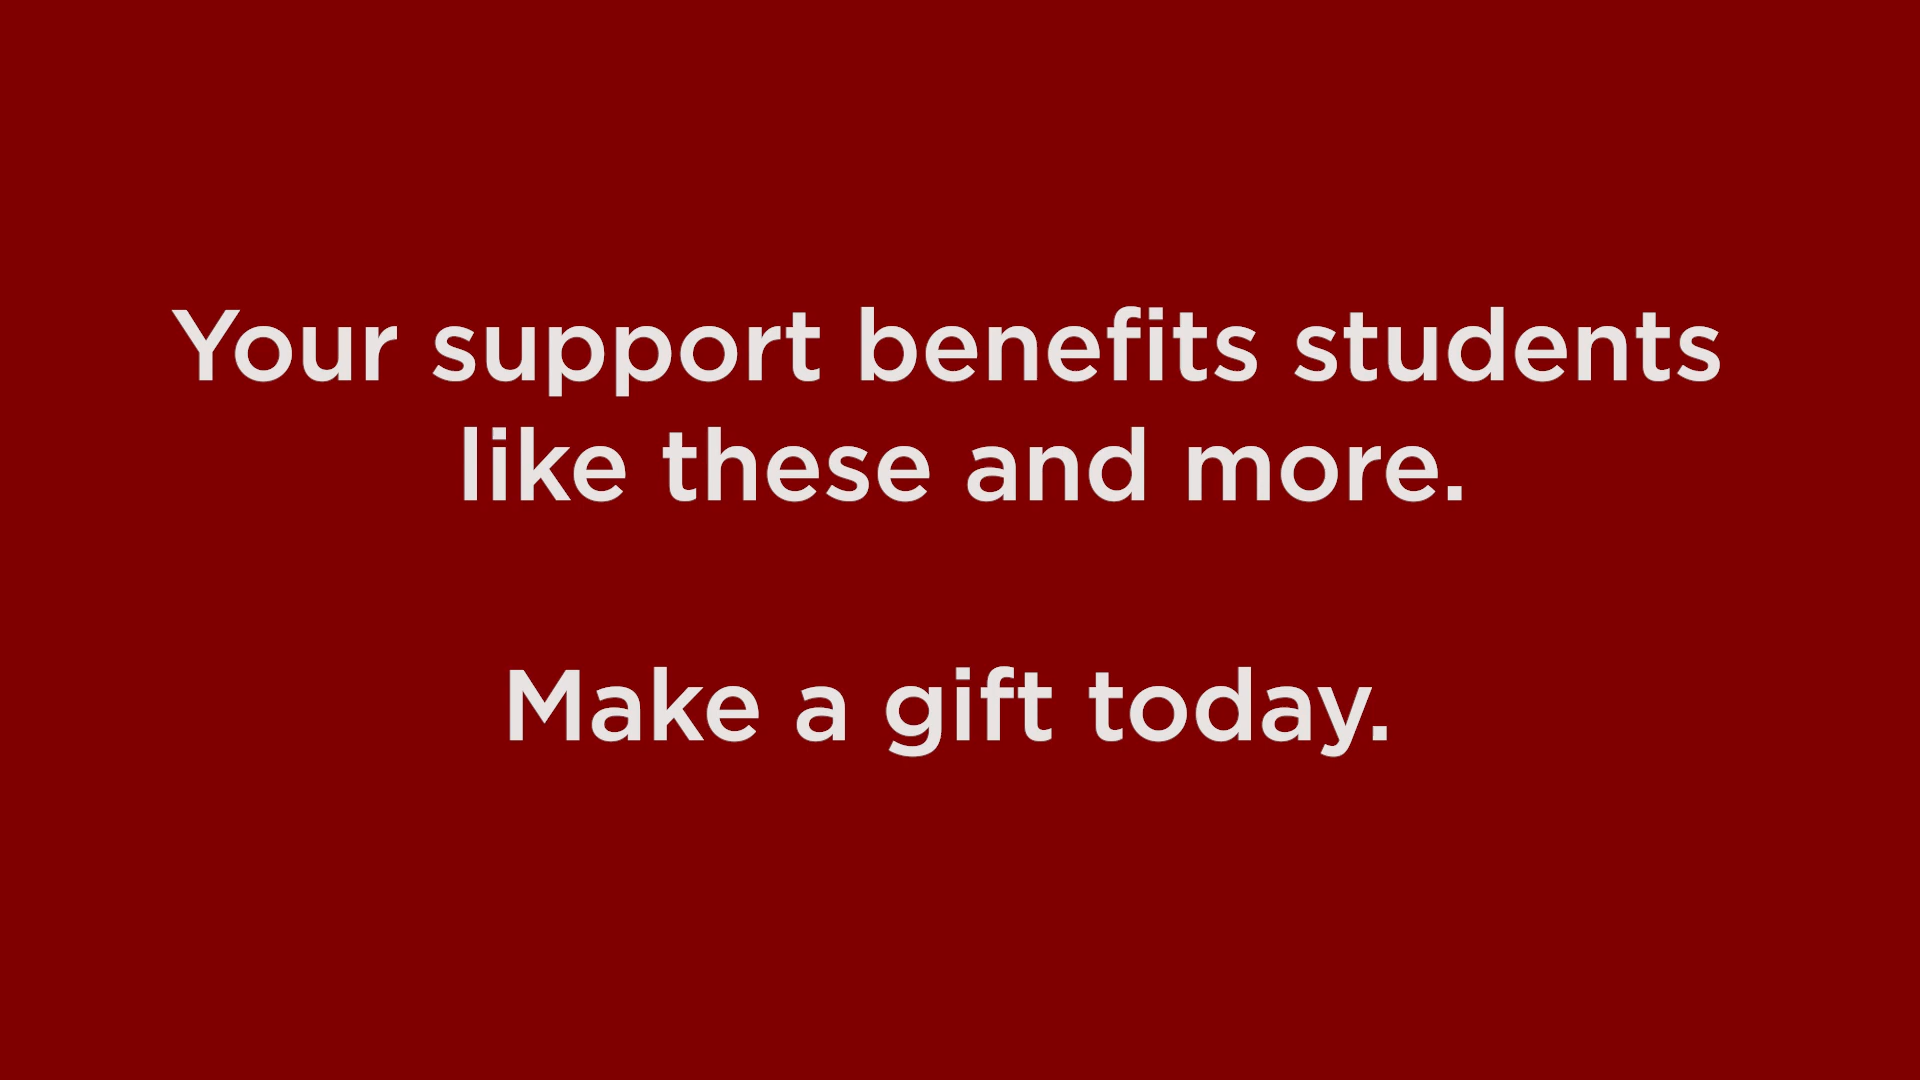 Your support benefits students
like these and more.
Make a gift today.